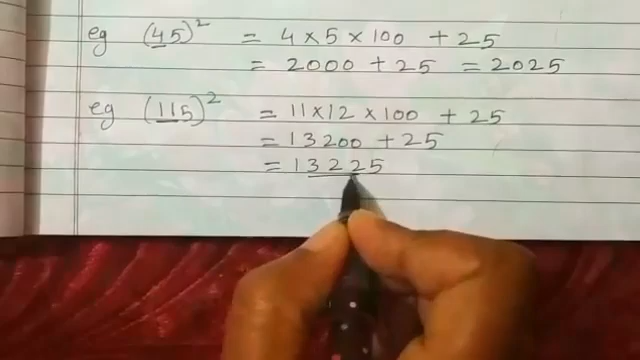 eg (45)² = 4 × 5 × 100 + 25
= 2000 + 25 = 2025
eg (115)² = 11 × 12 × 100 + 25
= 13200 + 25
= 13225